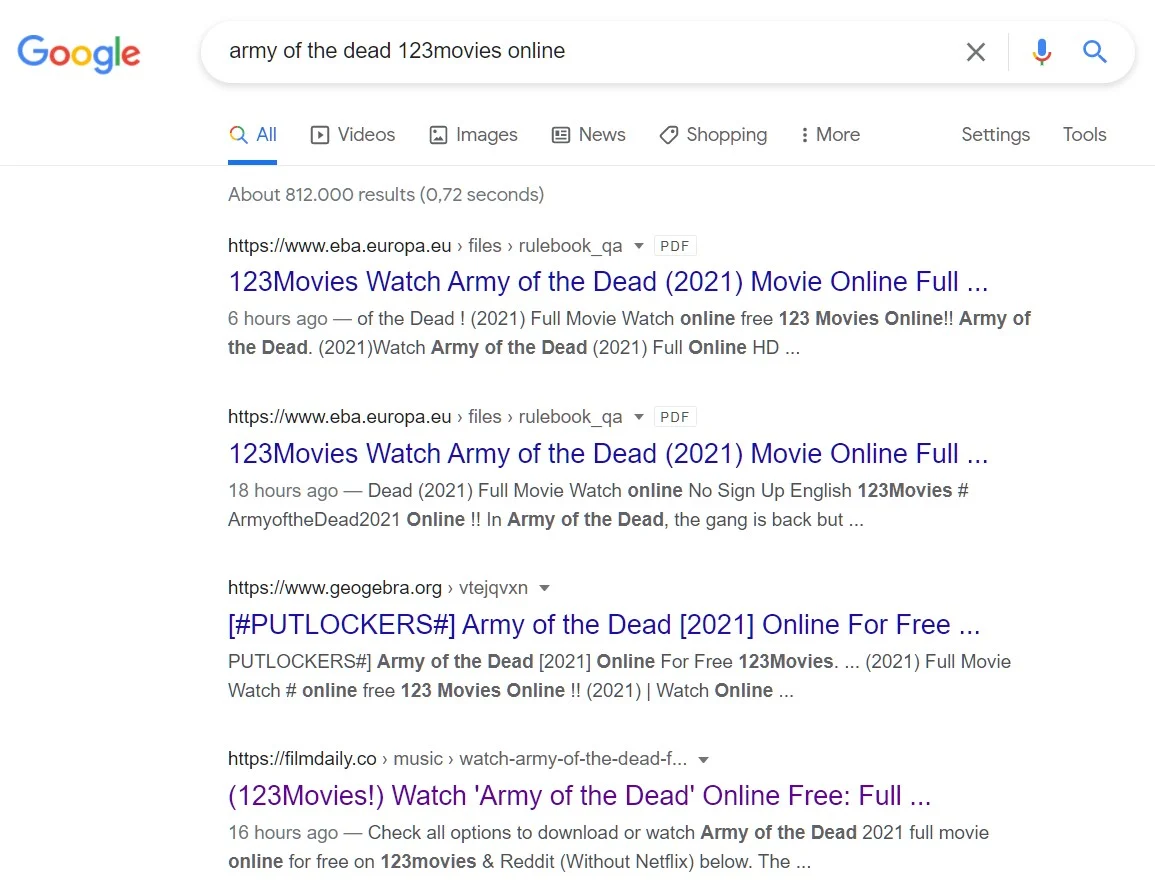 Google
army of the dead 123movies online
All Videos Images News Shopping More Settings Tools
About 812.000 results (0,72 seconds)
https://www.eba.europa.eu › files › rulebook_qa PDF
123Movies Watch Army of the Dead (2021) Movie Online Full ...
6 hours ago — of the Dead ! (2021) Full Movie Watch online free 123 Movies Online!! Army of
the Dead. (2021)Watch Army of the Dead (2021) Full Online HD ...
https://www.eba.europa.eu › files › rulebook_qa PDF
123Movies Watch Army of the Dead (2021) Movie Online Full ...
18 hours ago — Dead (2021) Full Movie Watch online No Sign Up English 123Movies #
ArmyoftheDead2021 Online !! In Army of the Dead, the gang is back but ...
https://www.geogebra.org › vtejqvxn
[#PUTLOCKERS#] Army of the Dead [2021] Online For Free ...
PUTLOCKERS#] Army of the Dead [2021] Online For Free 123Movies. ... (2021) Full Movie
Watch # online free 123 Movies Online !! (2021) | Watch Online ...
https://filmdaily.co › music › watch-army-of-the-dead-f...
(123Movies!) Watch 'Army of the Dead' Online Free: Full ...
16 hours ago — Check all options to download or watch Army of the Dead 2021 full movie
online for free on 123movies & Reddit (Without Netflix) below. The ...